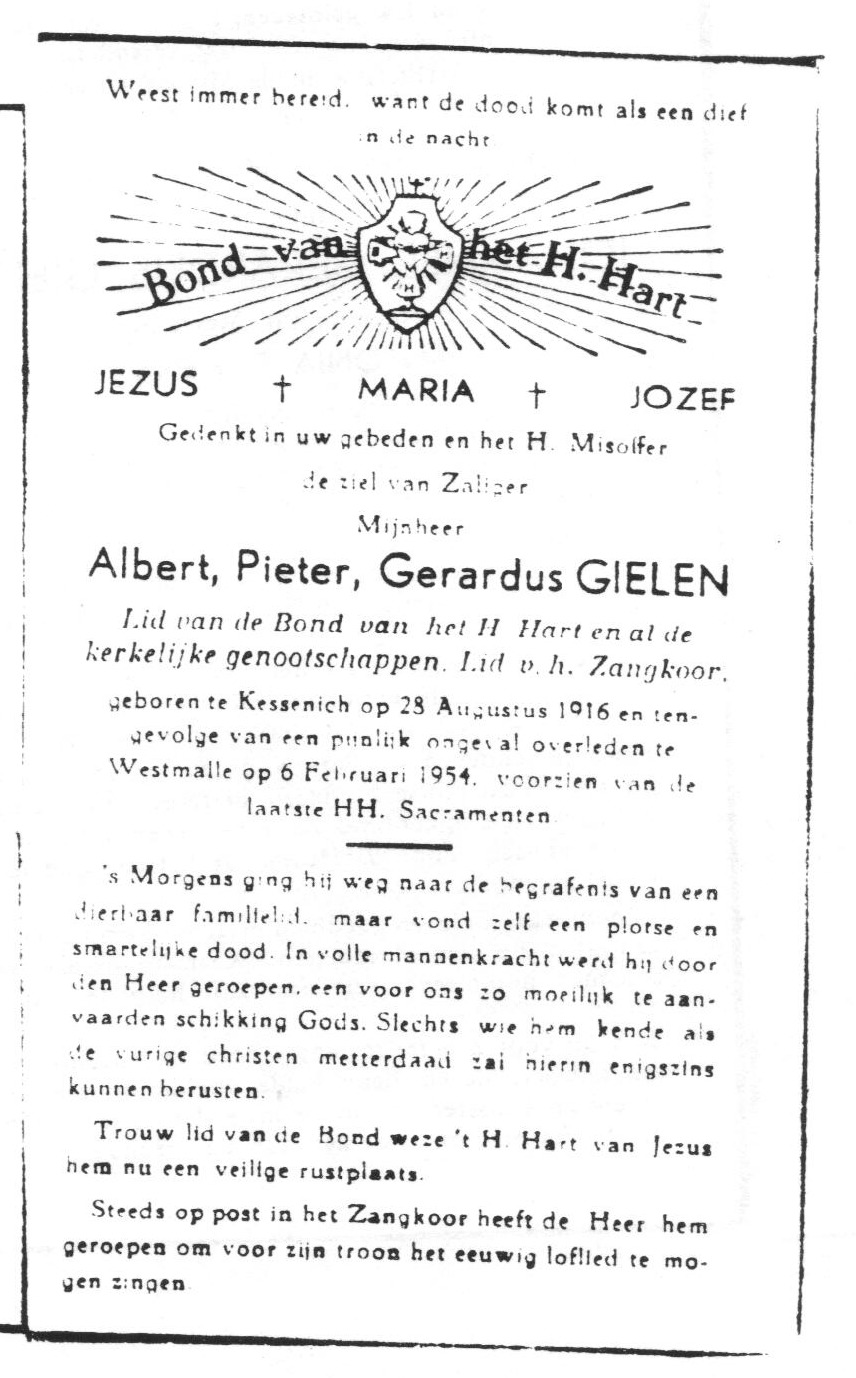 Weest immer bereid, want de dood komt als een dief
in de nacht
Bond van het H. Hart
JEZUS † MARIA † JOZEF
Gedenkt in uw gebeden en het H. Misoffer
de ziel van Zaliger
Mijnheer
Albert, Pieter, Gerardus GIELEN
Lid van de Bond van het H Hart en al de
kerkelijke genootschappen. Lid v. h. Zangkoor,
geboren te Kessenich op 28 Augustus 1916 en ten-
gevolge van een pijnlijk ongeval overleden te
Westmalle op 6 Februari 1954, voorzien van de
laatste HH. Sacramenten.
's Morgens ging hij weg naar de begrafenis van een
dierbaar familielid, maar vond zelf een plotse en
smartelijke dood. In volle mannenkracht werd hij door
den Heer geroepen, een voor ons zo moeilijk te aan-
vaarden schikking Gods. Slechts wie hem kende als
de vurige christen metterdaad zal hierin enigszins
kunnen berusten.
Trouw lid van de Bond weze 't H. Hart van Jezus
hem nu een veilige rustplaats.
Steeds op post in het Zangkoor heeft de Heer hem
geroepen om voor zijn troon het eeuwig loflied te mo-
gen zingen.